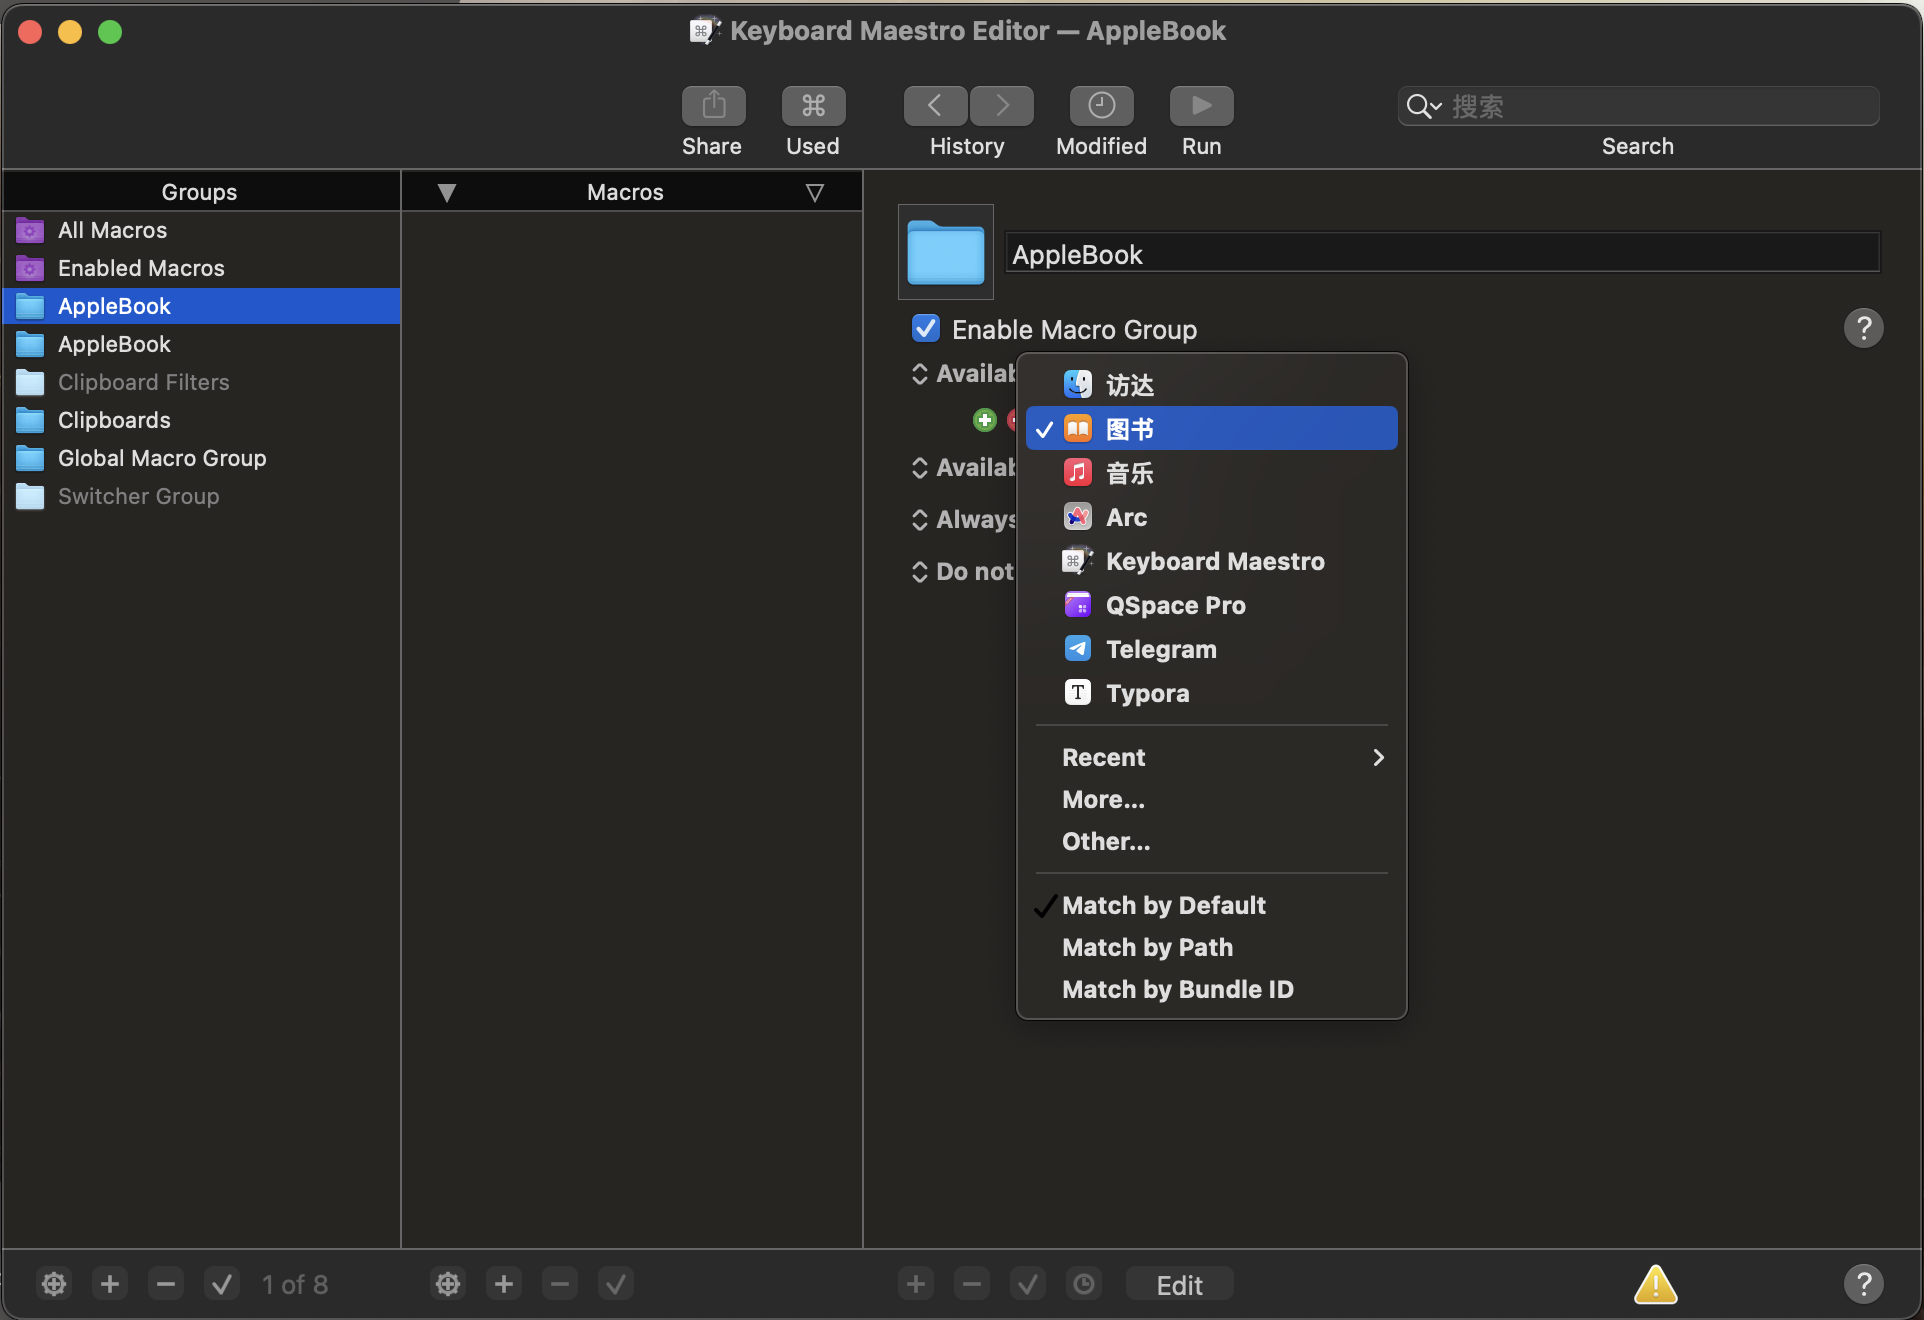 Keyboard Maestro Editor — AppleBook
Share
Used
History
Modified
Run
搜索
Search
Groups
Macros
All Macros
Enabled Macros
AppleBook
AppleBook
Clipboard Filters
Clipboards
Global Macro Group
Switcher Group
AppleBook
Enable Macro Group
?
Availab
Availab
Always
Do not
访达
图书
音乐
Arc
Keyboard Maestro
QSpace Pro
Telegram
T Typora
Recent
More...
Other...
Match by Default
Match by Path
Match by Bundle ID
1 of 8
Edit
?